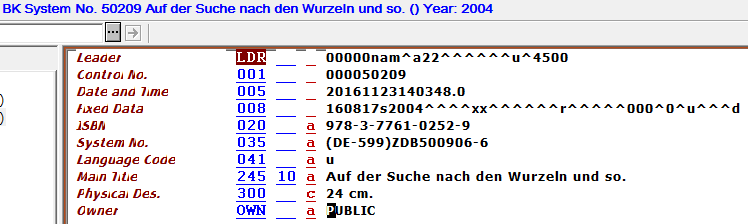 BK System No. 50209 Auf der Suche nach den Wurzeln und so. () Year: 2004
...
Leader LDR 00000nam^a22^^^^^^u^4500
Control No. 001 000050209
Date and Time 005 20161123140348.0
Fixed Data 008 160817s2004^^^^xx^^^^^^r^^^^^000^0^u^^^d
ISBN 020 a 978-3-7761-0252-9
System No. 035 a (DE-599)ZDB500906-6
Language Code 041 a u
Main Title 245 10 a Auf der Suche nach den Wurzeln und so.
Physical Des. 300 c 24 cm.
Owner OWN a PUBLIC